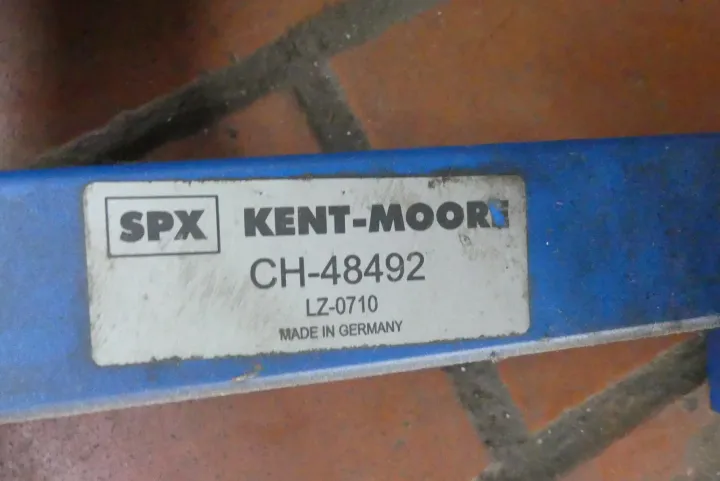 SPX KENT-MOORE
CH-48492
LZ-0710
MADE IN GERMANY